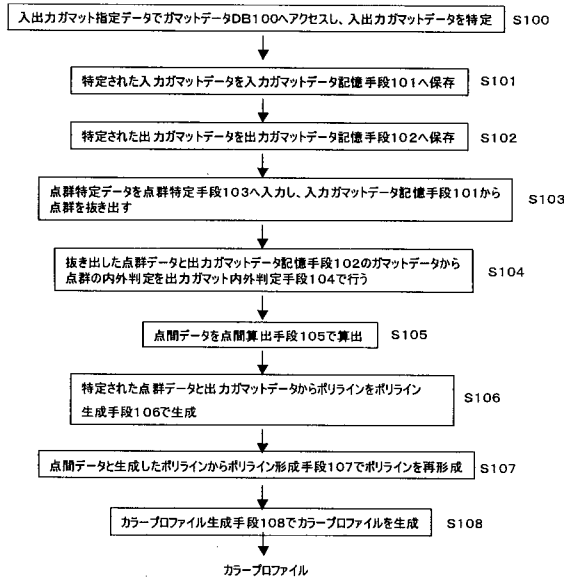 入出力ガマット指定データでガマットデータDB100へアクセスし、入出力ガマットデータを特定
S100
特定された入力ガマットデータを入力ガマットデータ記憶手段101へ保存
S101
特定された出力ガマットデータを出力ガマットデータ記憶手段102へ保存
S102
点群特定データを点群特定手段103へ入力し、入力ガマットデータ記憶手段101から
点群を抜き出す
S103
抜き出した点群データと出力ガマットデータ記憶手段102のガマットデータから
点群の内外判定を出力ガマット内外判定手段104で行う
S104
点間データを点間算出手段105で算出
S105
特定された点群データと出力ガマットデータからポリラインをポリライン
生成手段106で生成
S106
点間データと生成したポリラインからポリライン形成手段107でポリラインを再形成
S107
カラープロファイル生成手段108でカラープロファイルを生成
S108
カラープロファイル